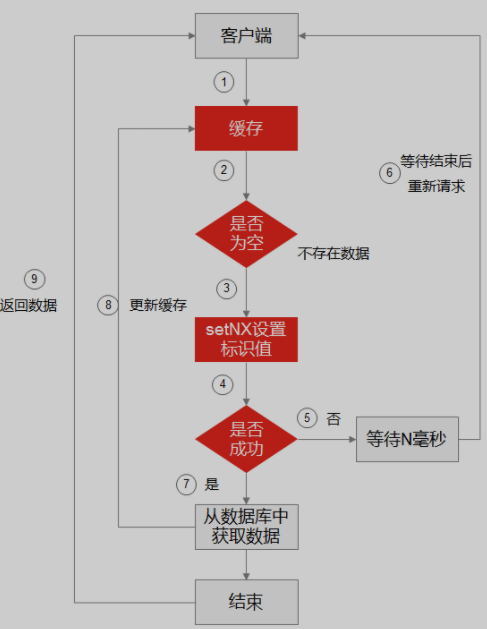 客户端
①
缓存
②
等待结束后
⑥
重新请求
是否
为空
不存在数据
⑨
③
返回数据
⑧
更新缓存
setNX设置
标识值
④
是否
成功
⑤
否
等待N毫秒
⑦
是
从数据库中
获取数据
结束